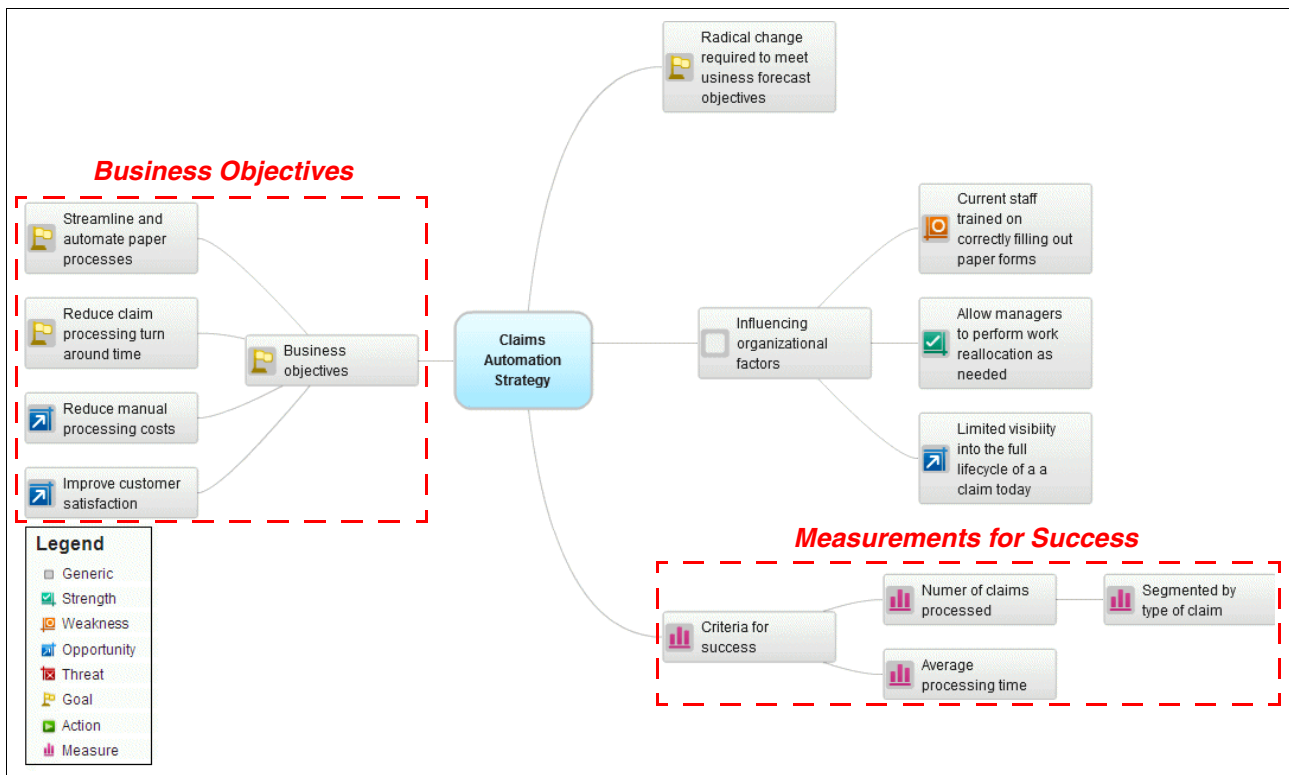 Radical change
required to meet
usiness forecast
objectives
Business Objectives
Streamline and
automate paper
processes
Reduce claim
processing turn
around time
Business
objectives
Reduce manual
processing costs
Improve customer
satisfaction
Claims
Automation
Strategy
Influencing
organizational
factors
Current staff
trained on
correctly filling out
paper forms
Allow managers
to perform work
reallocation as
needed
Limited visibiity
into the full
lifecycle of a a
claim today
Legend
Generic
Strength
Weakness
Opportunity
Threat
Goal
Action
Measure
Measurements for Success
Criteria for
success
Numer of claims
processed
Segmented by
type of claim
Average
processing time